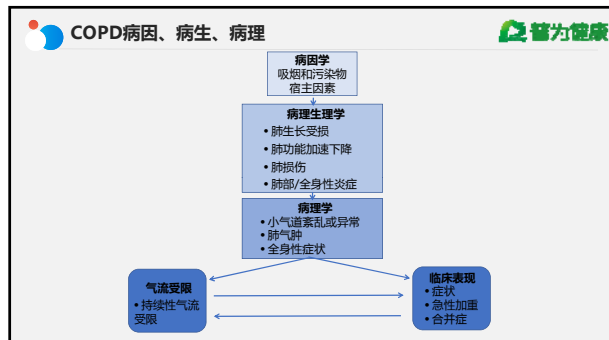 COPD病因、病生、病理
普为健康
病因学
吸烟和污染物
宿主因素
病理生理学
• 肺生长受损
• 肺功能加速下降
• 肺损伤
• 肺部/全身性炎症
病理学
• 小气道紊乱或异常
• 肺气肿
• 全身性症状
气流受限
• 持续性气流
受限
临床表现
• 症状
• 急性加重
• 合并症